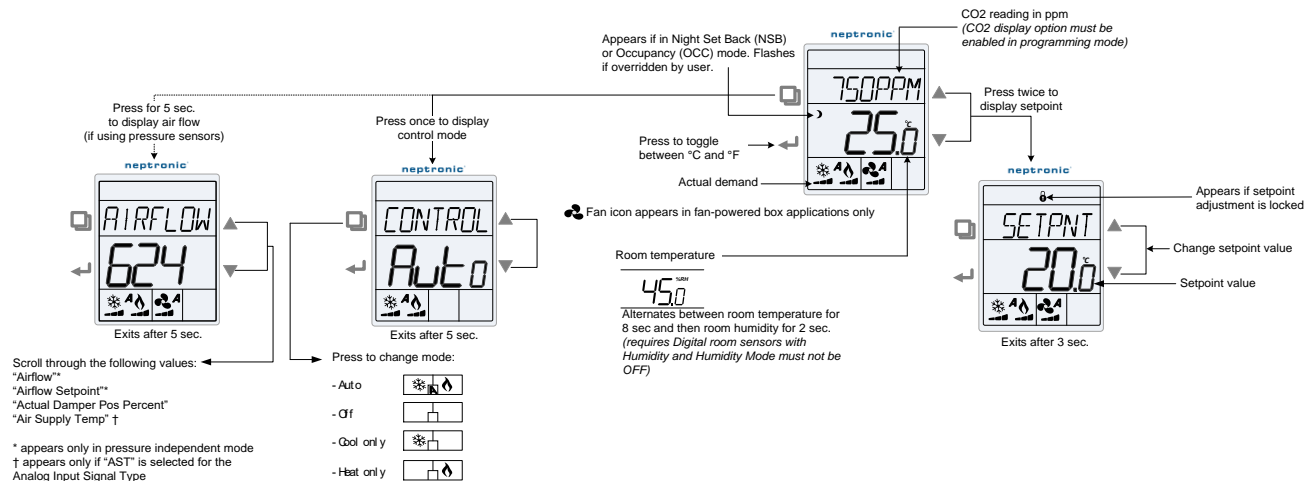 CO2 reading in ppm
(CO2 display option must be
enabled in programming mode)
Appears if in Night Set Back (NSB)
or Occupancy (OCC) mode. Flashes
if overridden by user.
neptronic
750PPM
25.0
°C
A
A
Press for 5 sec.
to display air flow
(if using pressure sensors)
Press once to display
control mode
Press twice to
display setpoint
Press to toggle
between °C and °F
Actual demand
Fan icon appears in fan-powered box applications only
neptronic
AIRFLOW
624
A
A
Exits after 5 sec.
neptronic
CONTROL
Auto
A
Exits after 5 sec.
neptronic
SETPNT
20.0
°C
A
A
Exits after 3 sec.
Appears if setpoint
adjustment is locked
Change setpoint value
Setpoint value
Room temperature
45.0
%RH
Alternates between room temperature for
8 sec and then room humidity for 2 sec.
(requires Digital room sensors with
Humidity and Humidity Mode must not be
OFF)
Scroll through the following values:
“Airflow”*
“Airflow Setpoint”*
“Actual Damper Pos Percent”
“Air Supply Temp” †
* appears only in pressure independent mode
† appears only if “AST” is selected for the
Analog Input Signal Type
Press to change mode:
- Auto
A
- Off
- Cool only
- Heat only